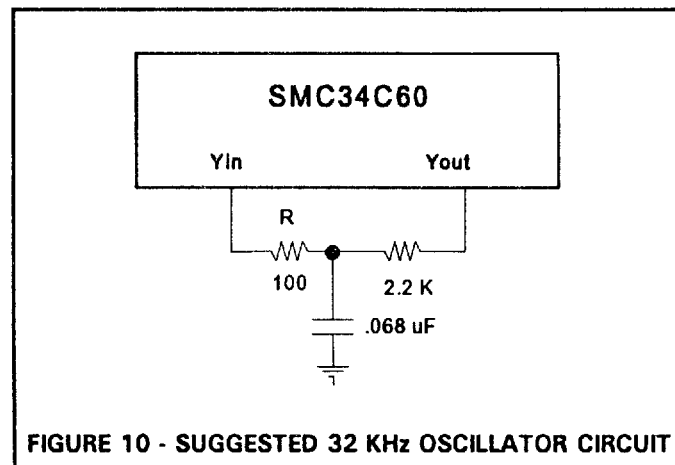 SMC34C60
Yin Yout
R
100
2.2 K
.068 uF
FIGURE 10 - SUGGESTED 32 KHz OSCILLATOR CIRCUIT